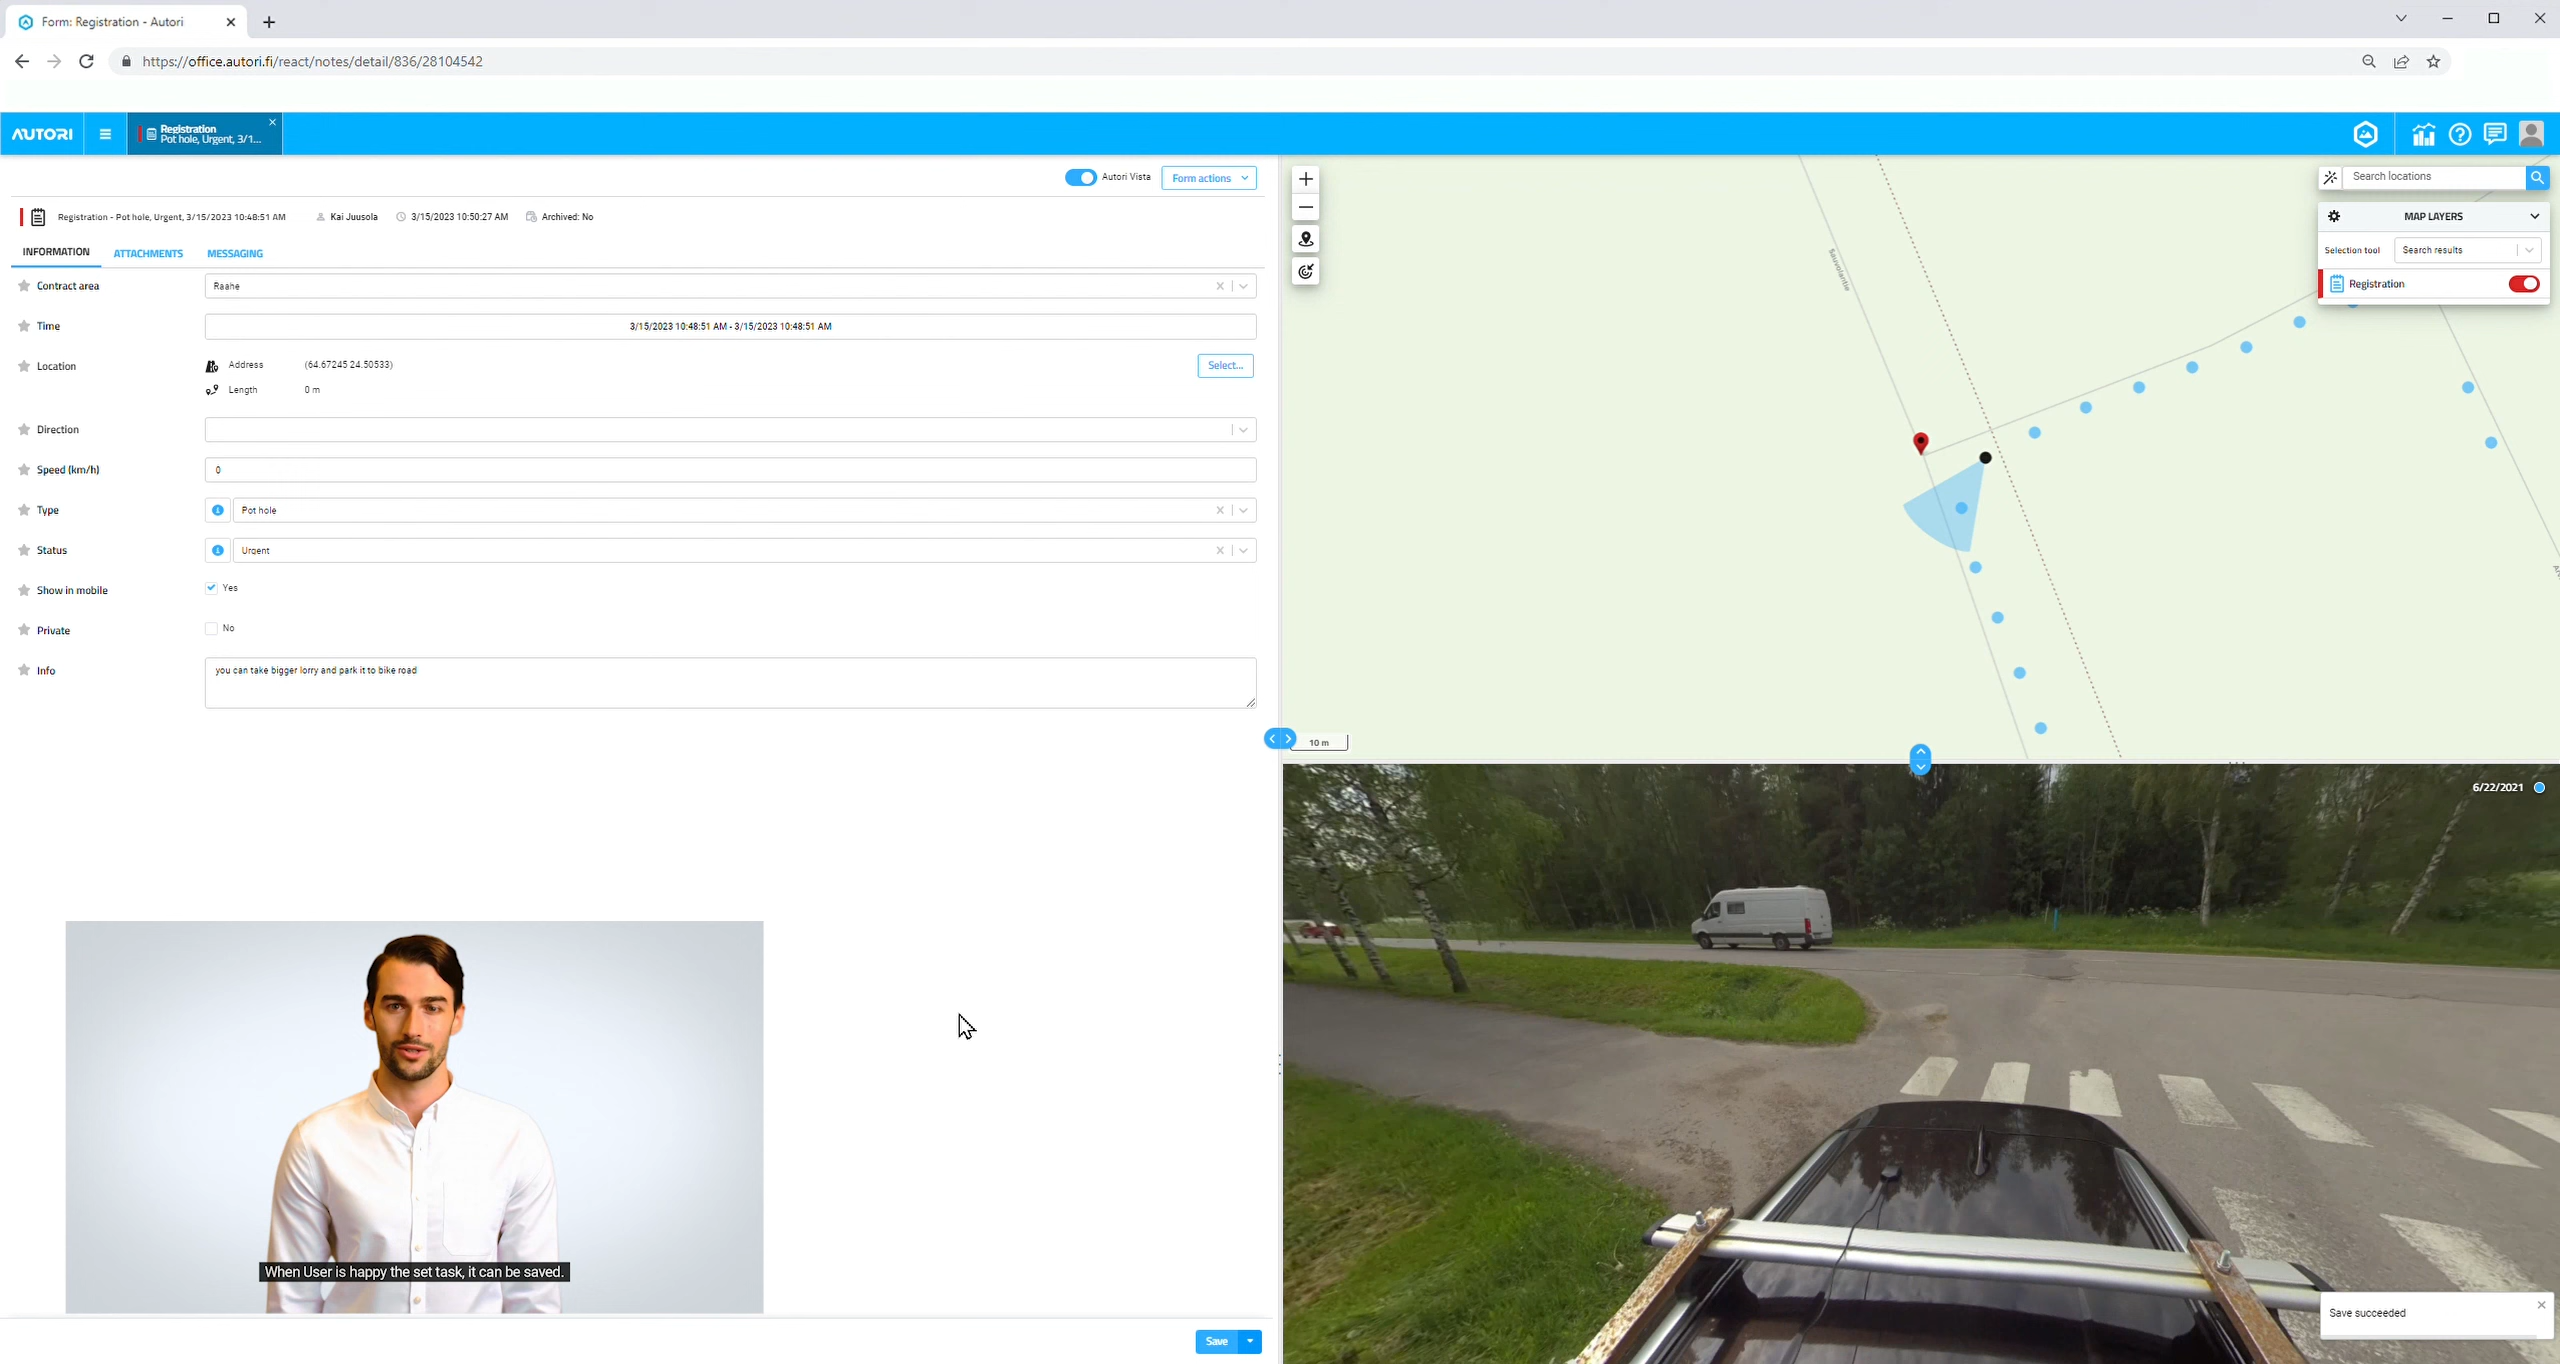 Form: Registration - Autori
https://office.autori.fi/react/notes/detail/836/28104542
AUTORI
Registration
Pot hole, Urgent, 3/1...
Autori Vista
Form actions
Registration - Pot hole, Urgent, 3/15/2023 10:48:51 AM
Kai Juusola
3/15/2023 10:50:27 AM
Archived: No
INFORMATION
ATTACHMENTS
MESSAGING
Contract area
Raahe
Time
3/15/2023 10:48:51 AM - 3/15/2023 10:48:51 AM
Location
Address
(64.67245 24.50533)
Select...
Length
0 m
Direction
Speed (km/h)
0
Type
Pot hole
Status
Urgent
Show in mobile
Yes
Private
No
Info
you can take bigger lorry and park it to bike road
When User is happy the set task, it can be saved.
Save
Search locations
MAP LAYERS
Selection tool
Search results
Registration
Sauvolantie
10 m
6/22/2021
Save succeeded